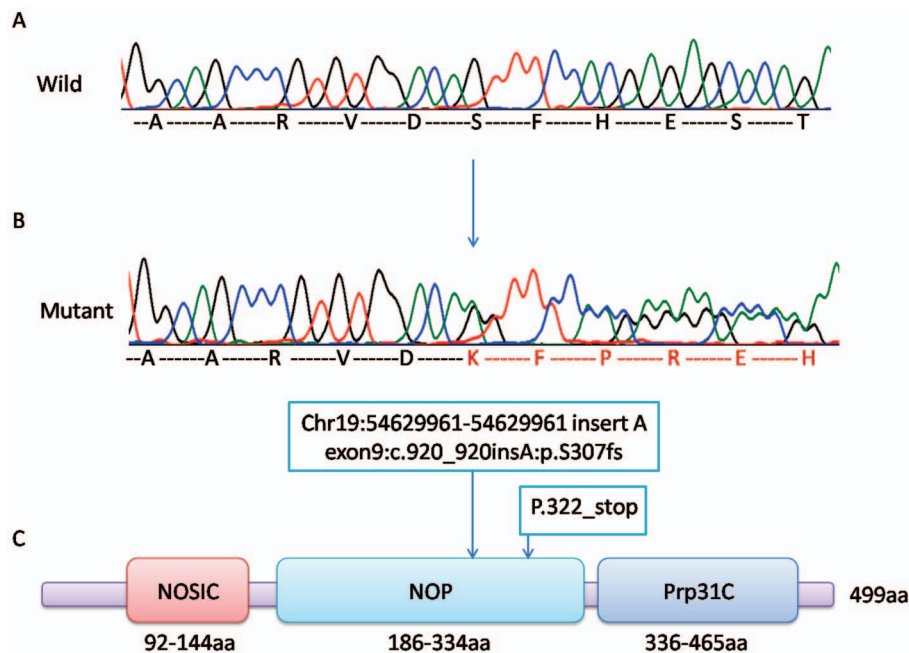 A
Wild
--A ------A ------R -----V-----D-----S-----F------H------E------S------T
B
Mutant
--A ------A ------R ------V ------D------K------F------P------R------E------H
Chr19:54629961-54629961 insert A
exon9:c.920_920insA:p.S307fs
P.322_stop
C
NOSIC
NOP
Prp31C
499aa
92-144aa
186-334aa
336-465aa